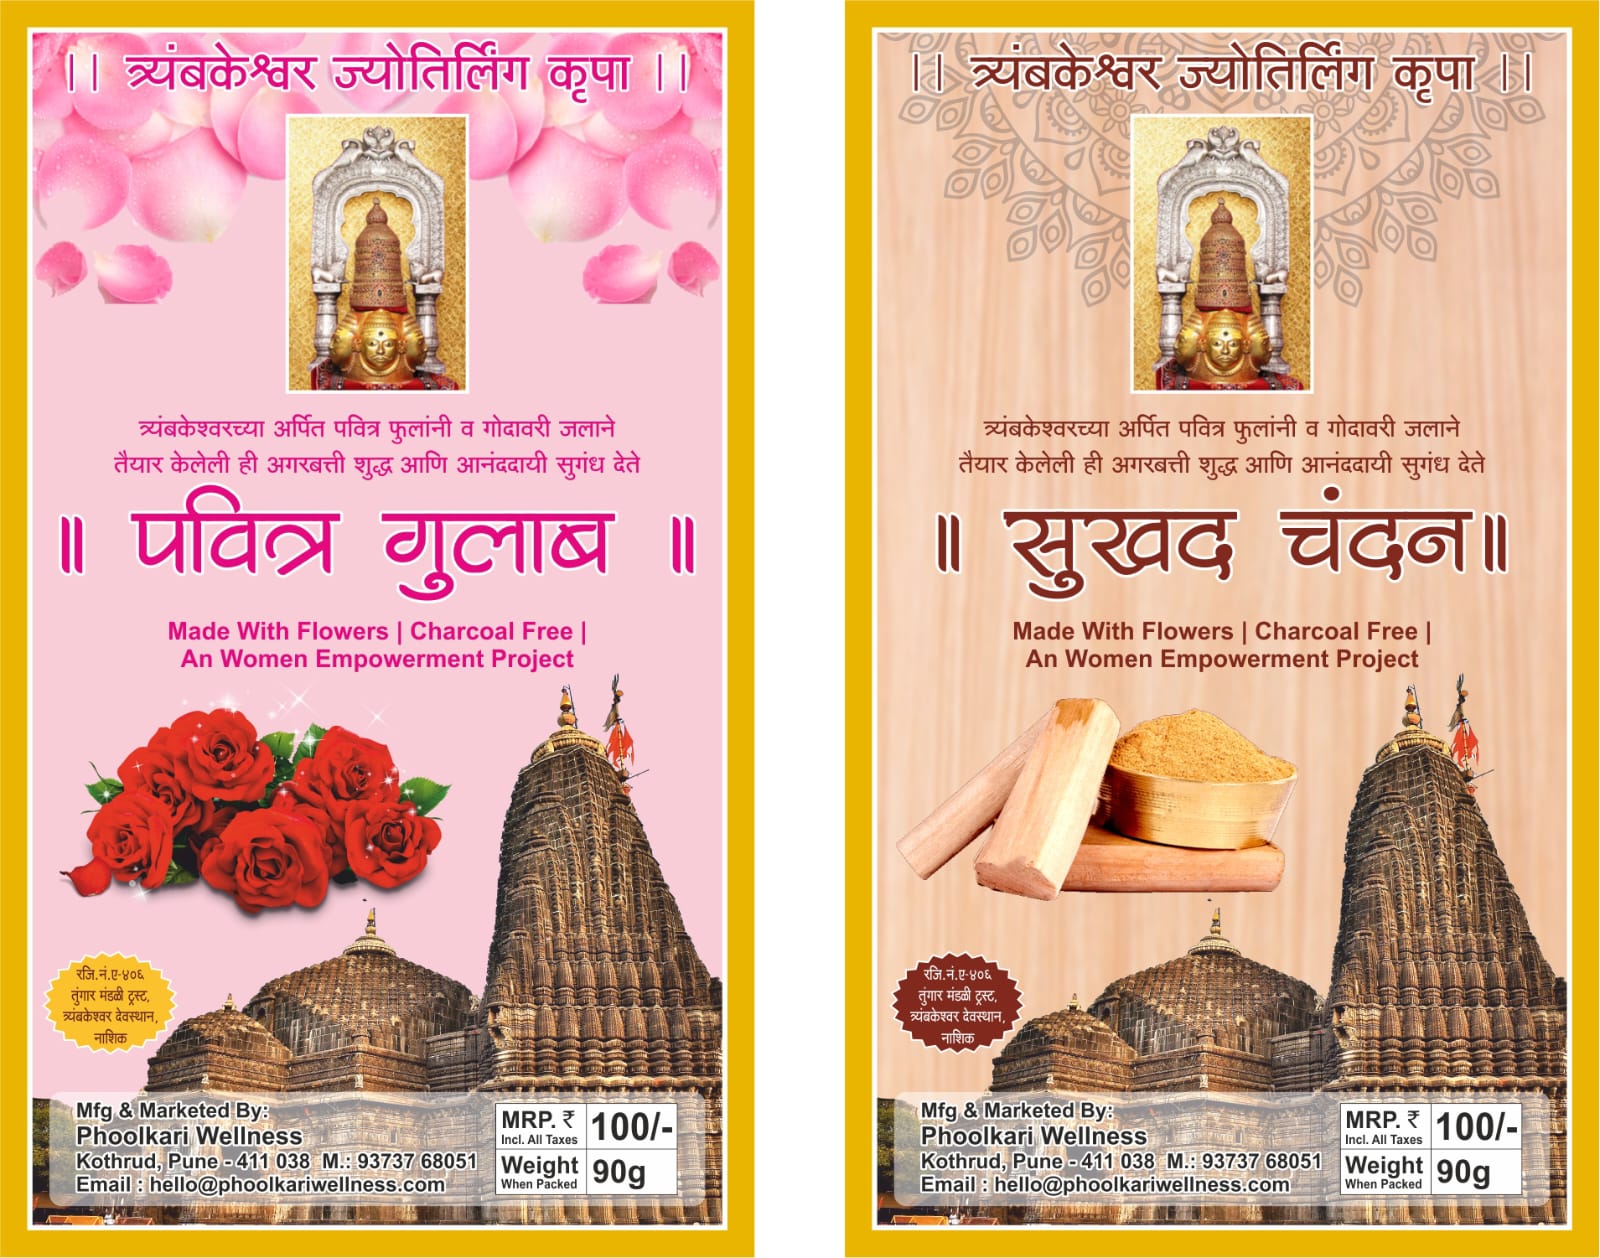 || त्र्यंबकेश्वर ज्योतिर्लिंग कृपा ||
त्र्यंबकेश्वरच्या अर्पित पवित्र फुलांनी व गोदावरी जलाने
तैयार केलेली ही अगरबत्ती शुद्ध आणि आनंददायी सुगंध देते
॥ पवित्र गुलाब ॥
Made With Flowers | Charcoal Free |
An Women Empowerment Project
रजि.नं.ए-४०६
तुंगार मंडळी ट्रस्ट,
त्र्यंबकेश्वर देवस्थान,
नाशिक
Mfg & Marketed By:
Phoolkari Wellness
Kothrud, Pune - 411 038 M.: 93737 68051
Email : hello@phoolkariwellness.com
MRP. ₹ 100/-
Incl. All Taxes
Weight 90g
When Packed
|| त्र्यंबकेश्वर ज्योतिर्लिंग कृपा ||
त्र्यंबकेश्वरच्या अर्पित पवित्र फुलांनी व गोदावरी जलाने
तैयार केलेली ही अगरबत्ती शुद्ध आणि आनंददायी सुगंध देते
॥ सुखद चंदन॥
Made With Flowers | Charcoal Free |
An Women Empowerment Project
रजि.नं.ए-४०६
तुंगार मंडळी ट्रस्ट,
त्र्यंबकेश्वर देवस्थान,
नाशिक
Mfg & Marketed By:
Phoolkari Wellness
Kothrud, Pune - 411 038 M.: 93737 68051
Email : hello@phoolkariwellness.com
MRP. ₹ 100/-
Incl. All Taxes
Weight 90g
When Packed